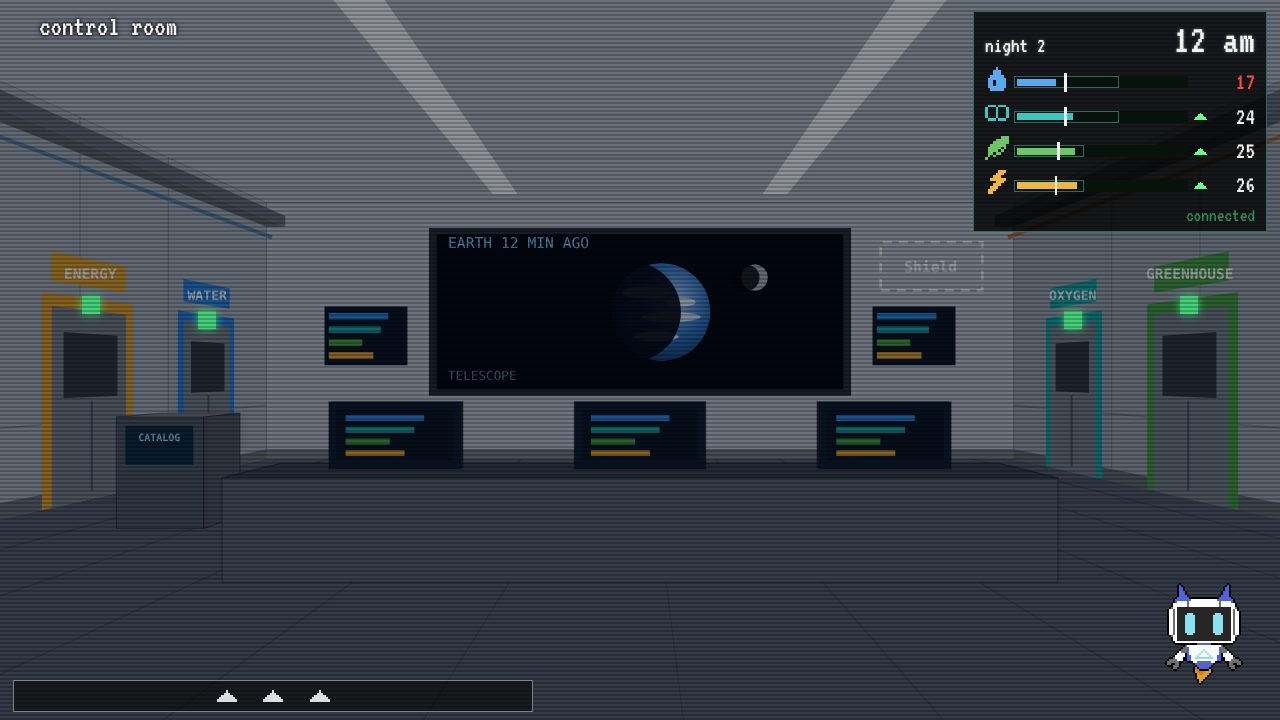 control room
night 2
12 am
17
24
25
26
connected
EARTH 12 MIN AGO
Shield
ENERGY
WATER
OXYGEN
GREENHOUSE
TELESCOPE
CATALOG